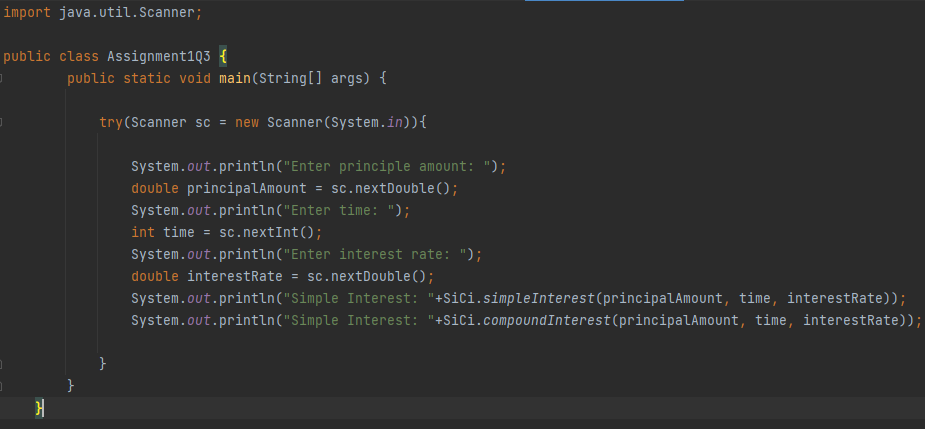 import java.util.Scanner;
public class Assignment1Q3 {
public static void main(String[] args) {
try(Scanner sc = new Scanner(System.in)){
System.out.println("Enter principle amount: ");
double principalAmount = sc.nextDouble();
System.out.println("Enter time: ");
int time = sc.nextInt();
System.out.println("Enter interest rate: ");
double interestRate = sc.nextDouble();
System.out.println("Simple Interest: "+SiCi.simpleInterest(principalAmount, time, interestRate));
System.out.println("Simple Interest: "+SiCi.compoundInterest(principalAmount, time, interestRate));
}
}
}